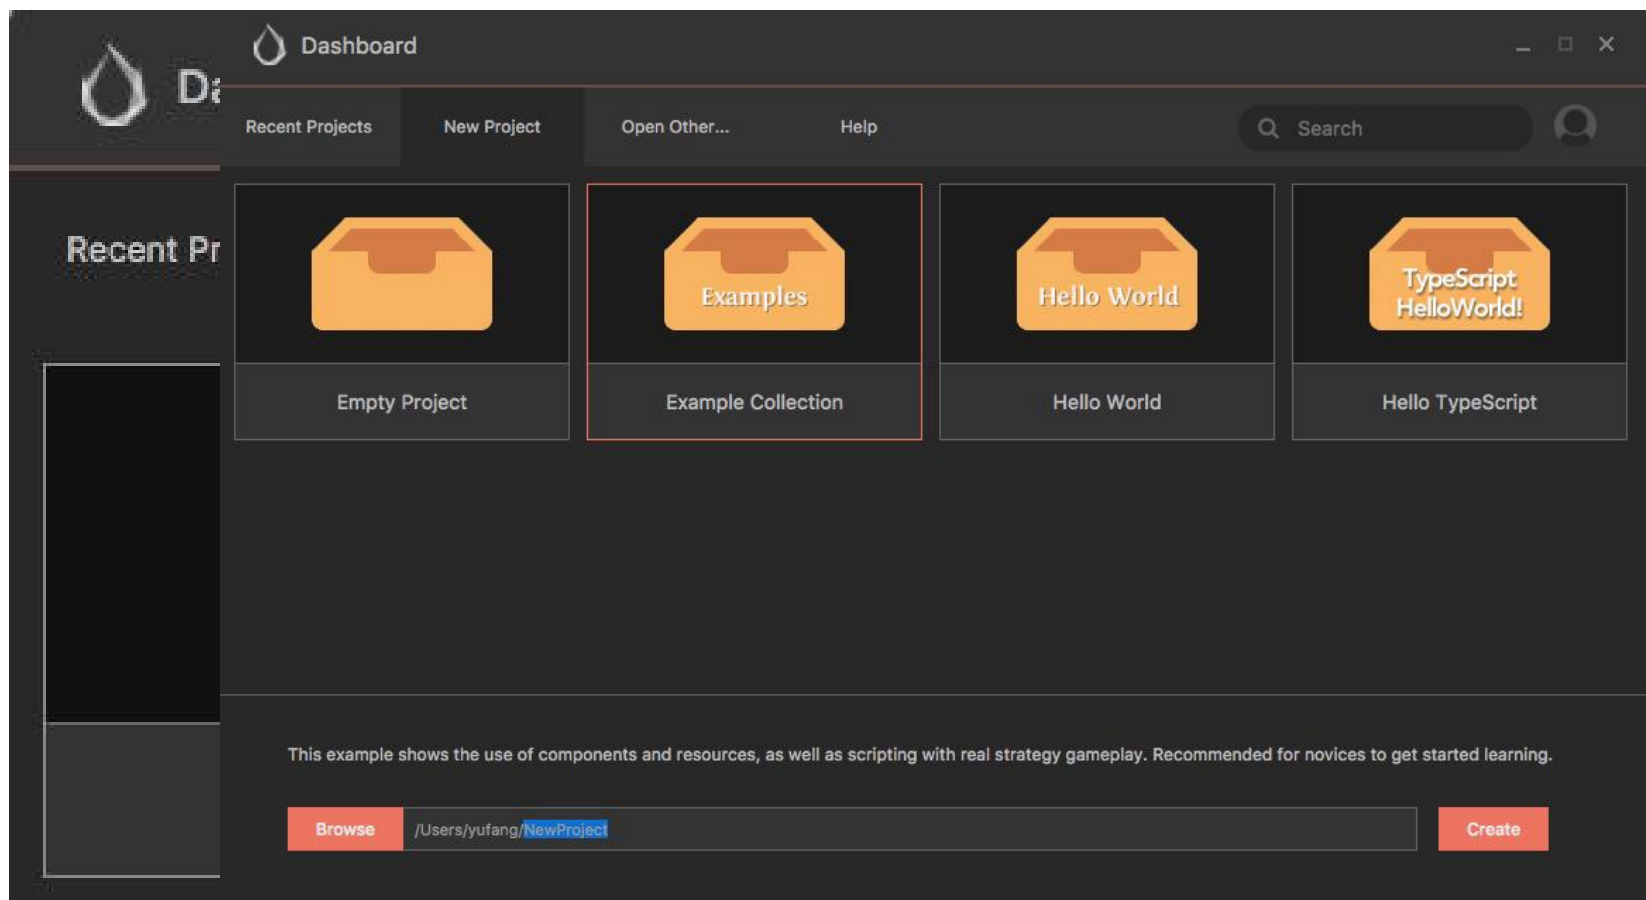 Da
Recent Pr
Dashboard
Recent Projects New Project Open Other... Help Search
Examples
Hello World
TypeScript
HelloWorld!
Empty Project Example Collection Hello World Hello TypeScript
This example shows the use of components and resources, as well as scripting with real strategy gameplay. Recommended for novices to get started learning.
Browse /Users/yufang/NewProject Create